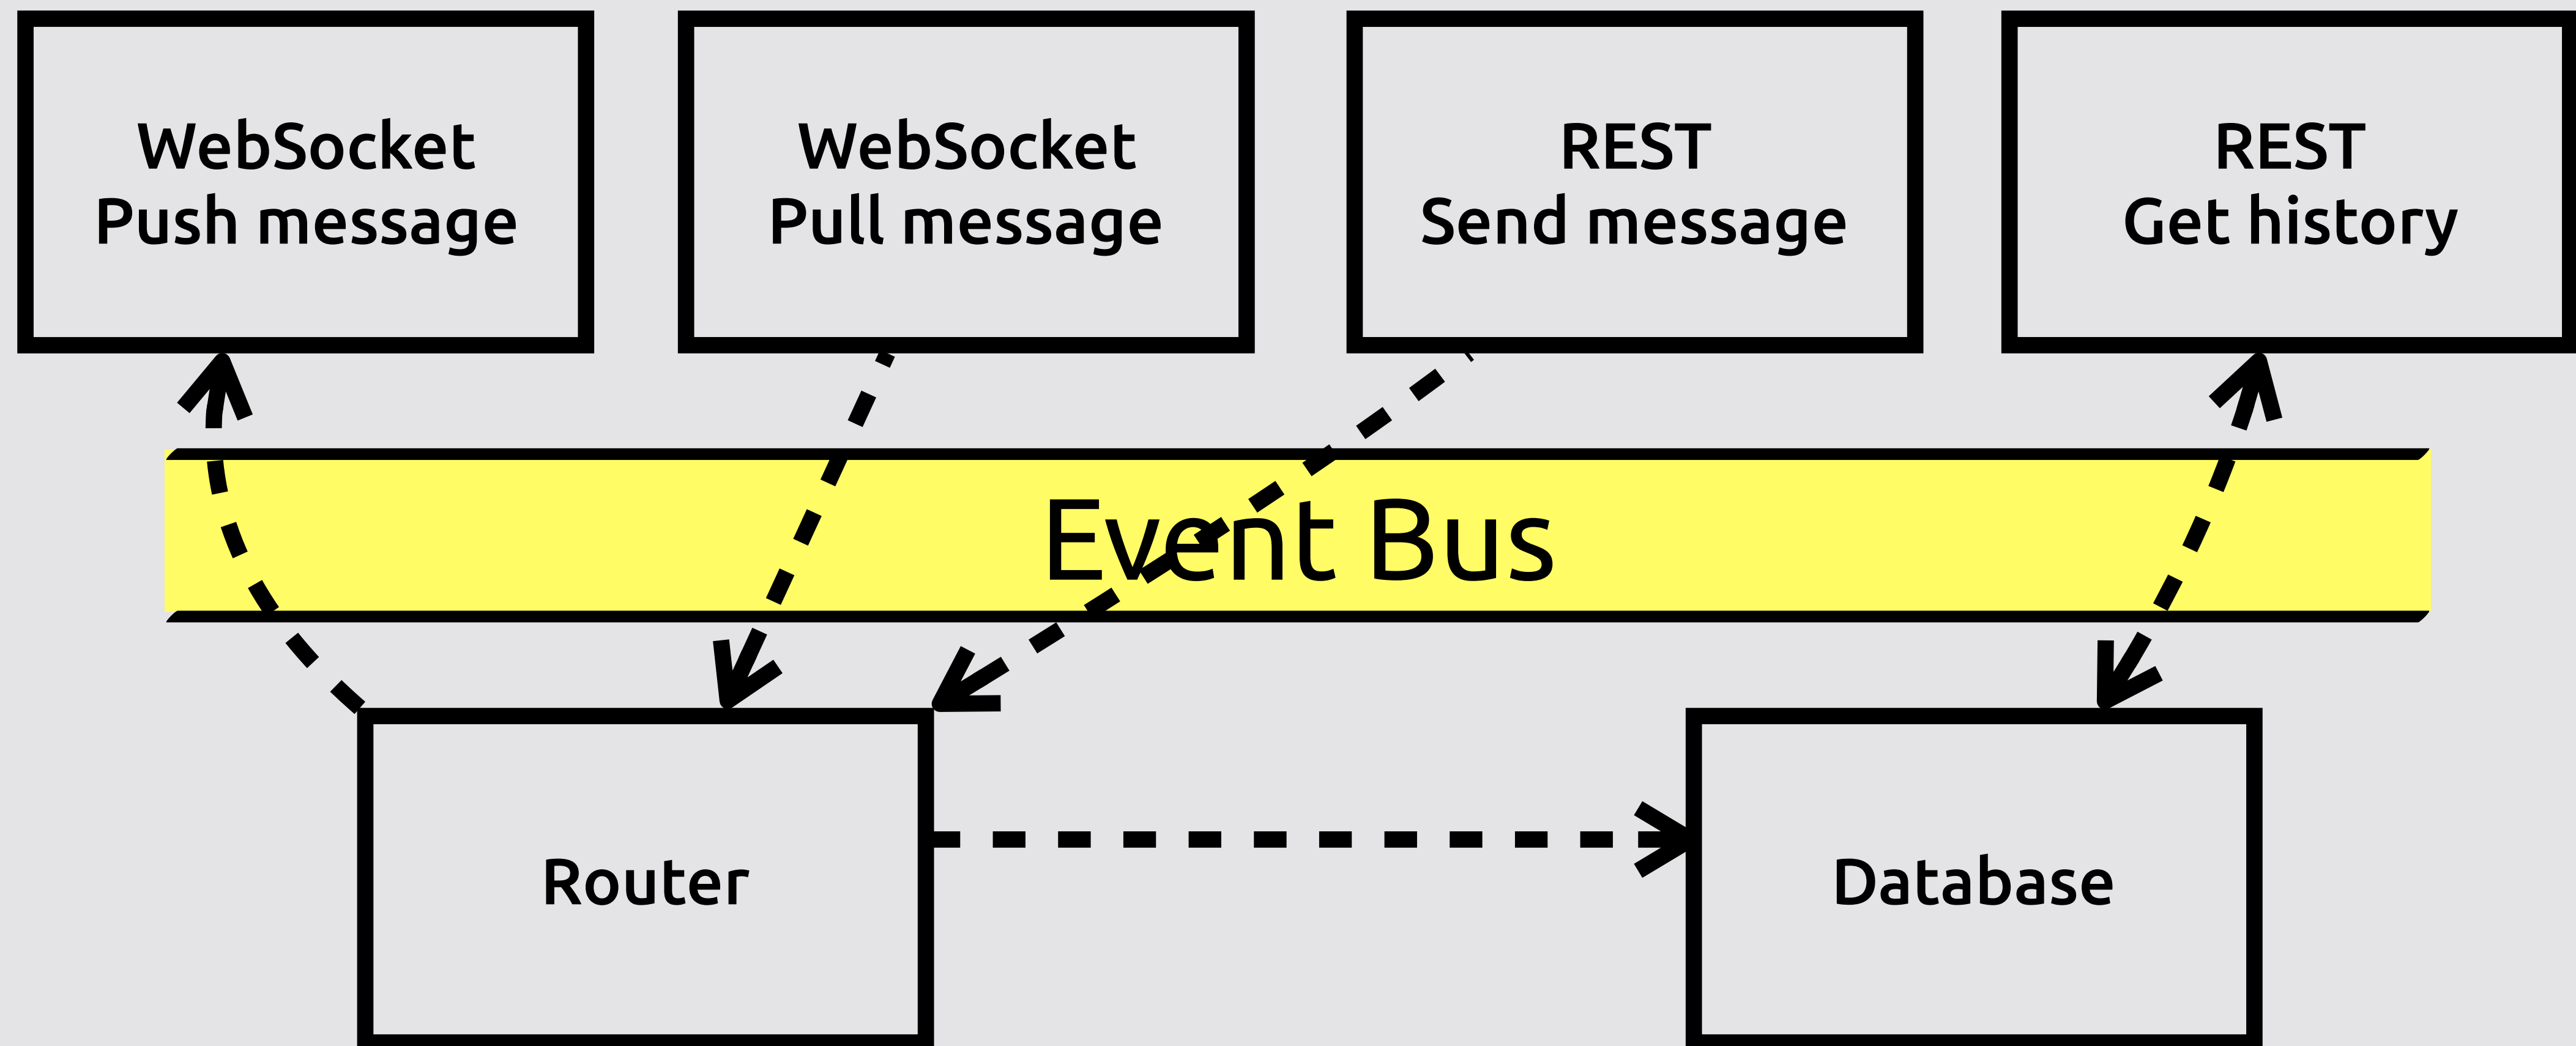 WebSocket
Push message
WebSocket
Pull message
REST
Send message
REST
Get history
Event Bus
Router
Database